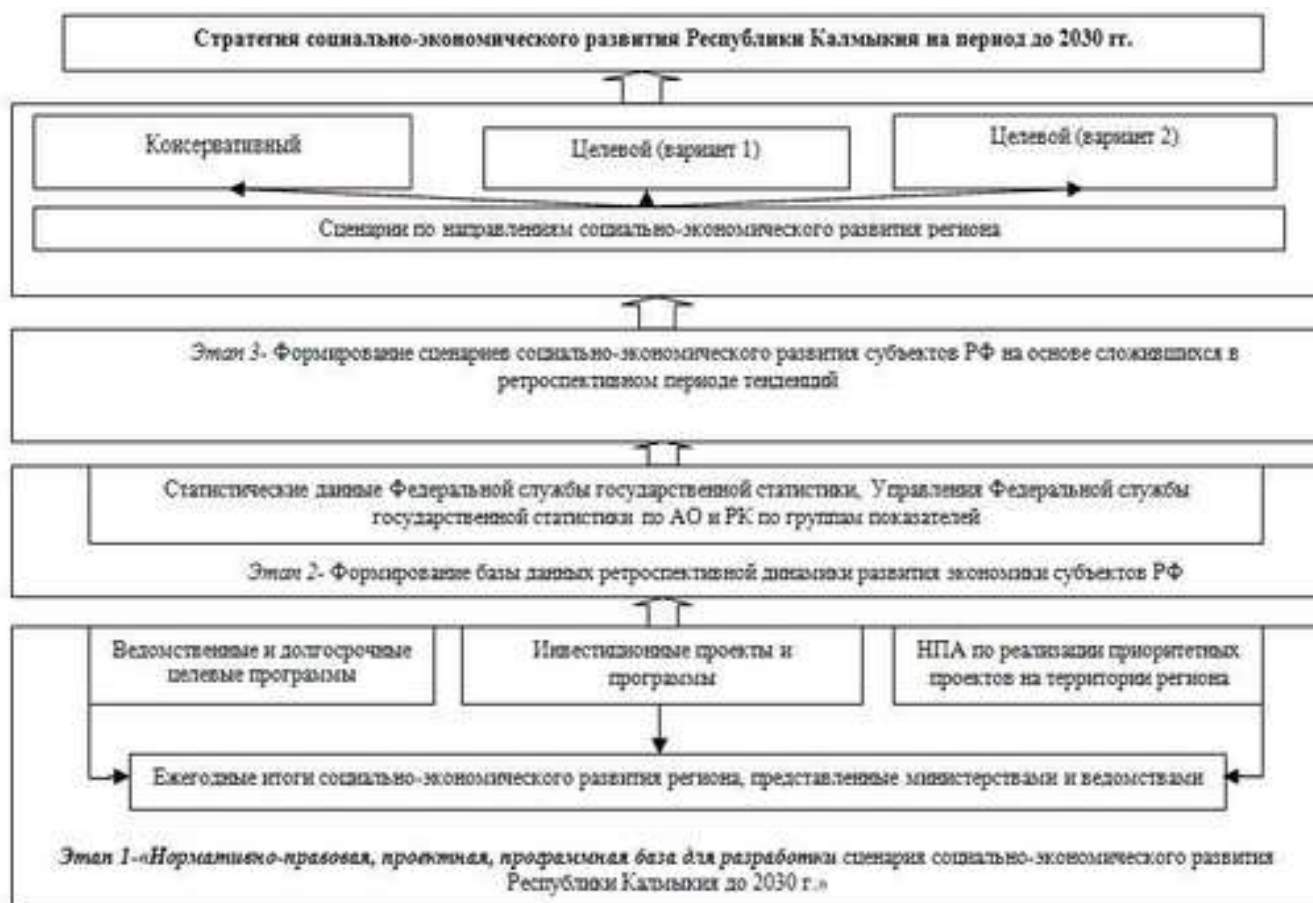 Стратегия социально-экономического развития Республики Калмыкия на период до 2030 гг.
Консервативный
Целевой (вариант 1)
Целевой (вариант 2)
Сценарии по направлениям социально-экономического развития региона
Этап 3- Формирование сценариев социально-экономического развития субъектов РФ на основе сложившихся в
ретроспективном периоде тенденций
Статистические данные Федеральной службы государственной статистики, Управления Федеральной службы
государственной статистики по АО и РК по группам показателей
Этап 2- Формирование базы данных ретроспективной динамики развития экономики субъектов РФ
Ведомственные и долгосрочные
целевые программы
Инвестиционные проекты и
программы
НПА по реализации приоритетных
проектов на территории региона
Ежегодные итоги социально-экономического развития региона, представленные министерствами и ведомствами
Этап 1-«Нормативно-правовая, проектная, программная база для разработки сценария социально-экономического развития
Республики Калмыкия до 2030 г.»